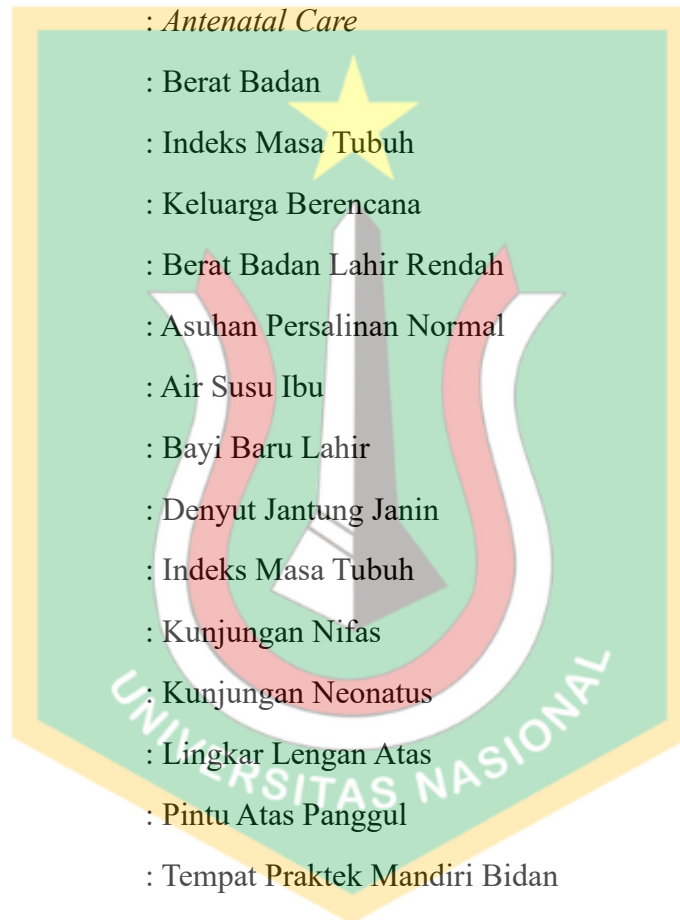 : Antenatal Care
: Berat Badan
: Indeks Masa Tubuh
: Keluarga Berencana
: Berat Badan Lahir Rendah
: Asuhan Persalinan Normal
: Air Susu Ibu
: Bayi Baru Lahir
: Denyut Jantung Janin
: Indeks Masa Tubuh
: Kunjungan Nifas
: Kunjungan Neonatus
: Lingkar Lengan Atas
: Pintu Atas Panggul
: Tempat Praktek Mandiri Bidan
UNIVERSITAS NASIONAL